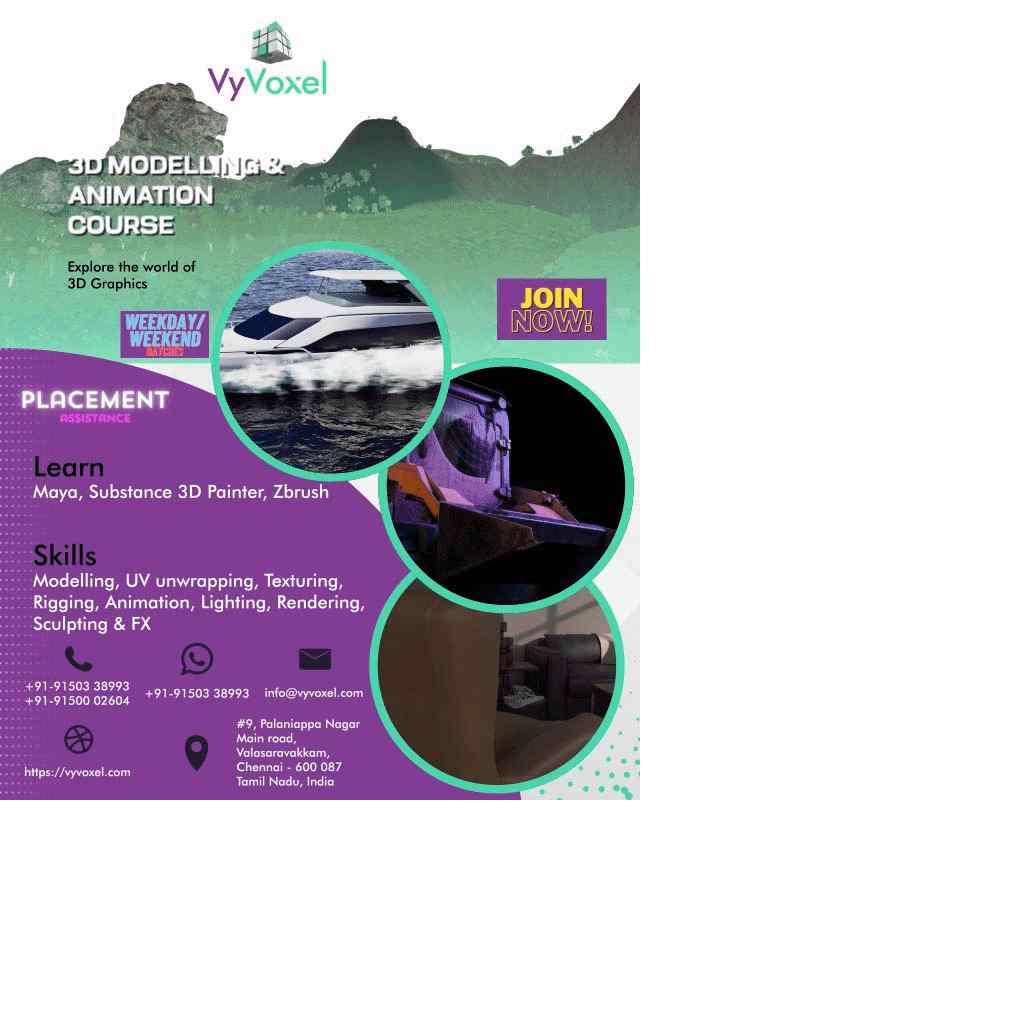 VyVoxel
3D MODELLING &
ANIMATION
COURSE
Explore the world of
3D Graphics
WEEKDAY/
WEEKEND
BATCHES
JOIN
NOW!
PLACEMENT
ASSISTANCE
Learn
Maya, Substance 3D Painter, Zbrush
Skills
Modelling, UV unwrapping, Texturing,
Rigging, Animation, Lighting, Rendering,
Sculpting & FX
+91-91503 38993
+91-91500 02604
+91-91503 38993
info@vyvoxel.com
https://vyvoxel.com
#9, Palaniappa Nagar
Main road,
Valasaravakkam,
Chennai - 600 087
Tamil Nadu, India